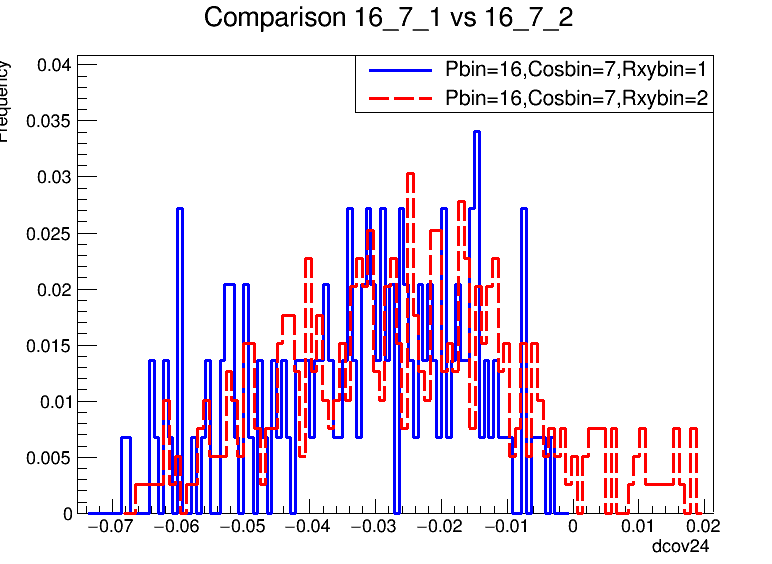 Comparison 16_7_1 vs 16_7_2
Frequency
Pbin=16,Cosbin=7,Rxybin=1
Pbin=16,Cosbin=7,Rxybin=2
0.04
0.035
0.03
0.025
0.02
0.015
0.01
0.005
0
−0.07 −0.06 −0.05 −0.04 −0.03 −0.02 −0.01 0 0.01 0.02
dcov24